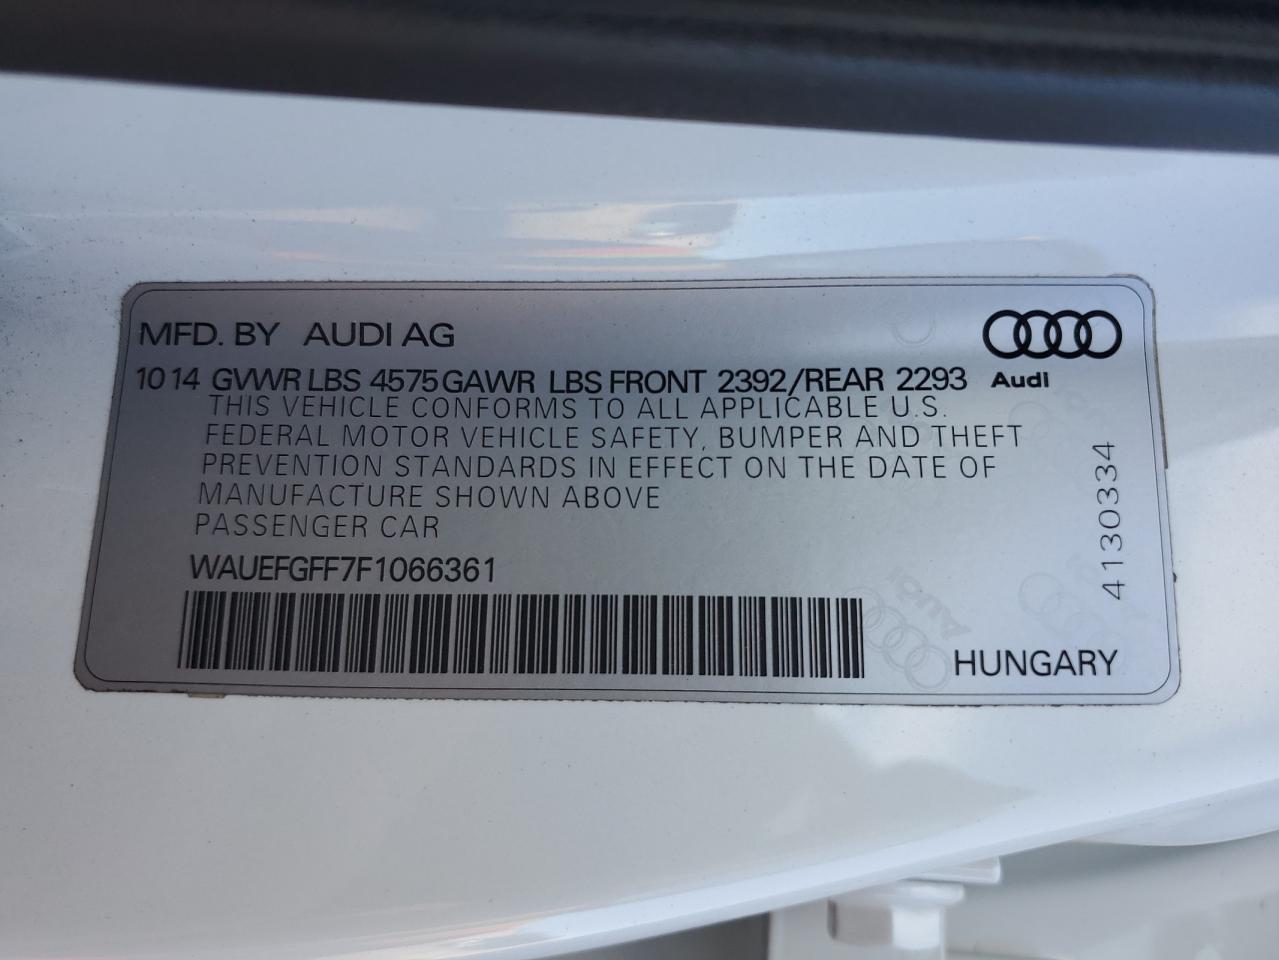 MFD. BY AUDI AG
10 14 GVWR LBS 4575 GAWR LBS FRONT 2392/REAR 2293
Audi
THIS VEHICLE CONFORMS TO ALL APPLICABLE U.S.
FEDERAL MOTOR VEHICLE SAFETY, BUMPER AND THEFT
PREVENTION STANDARDS IN EFFECT ON THE DATE OF
MANUFACTURE SHOWN ABOVE
PASSENGER CAR
WAUEFGFF7F1066361
4130334
HUNGARY
Audi